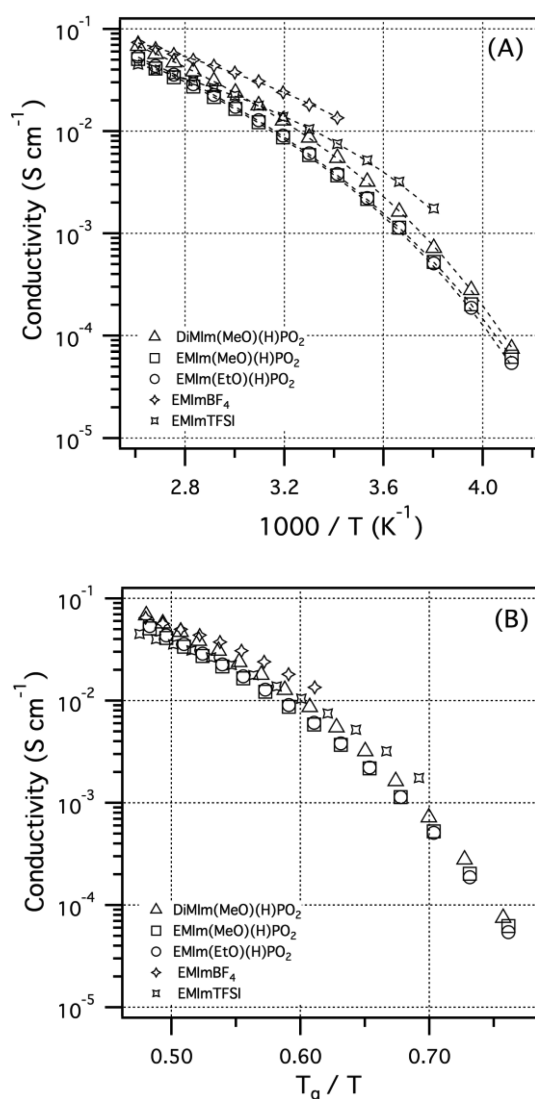 (A)
Conductivity (S cm⁻¹)
10⁻¹
10⁻²
10⁻³
10⁻⁴
10⁻⁵
DiMIm(MeO)(H)PO₂
EMIm(MeO)(H)PO₂
EMIm(EtO)(H)PO₂
EMImBF₄
EMImTFSI
2.8 3.2 3.6 4.0
1000 / T (K⁻¹)
(B)
Conductivity (S cm⁻¹)
10⁻¹
10⁻²
10⁻³
10⁻⁴
10⁻⁵
DiMIm(MeO)(H)PO₂
EMIm(MeO)(H)PO₂
EMIm(EtO)(H)PO₂
EMImBF₄
EMImTFSI
0.50 0.60 0.70
T_g / T